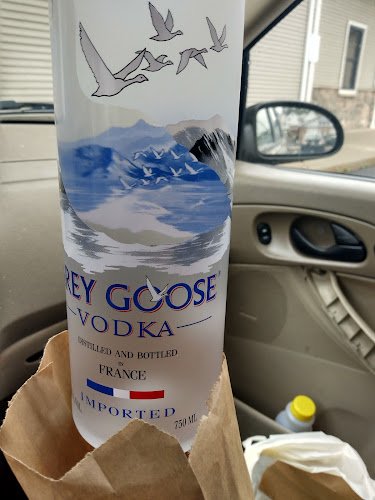 REY GOOSE
VODKA
DISTILLED AND BOTTLED
IN
FRANCE
IMPORTED
750 ML